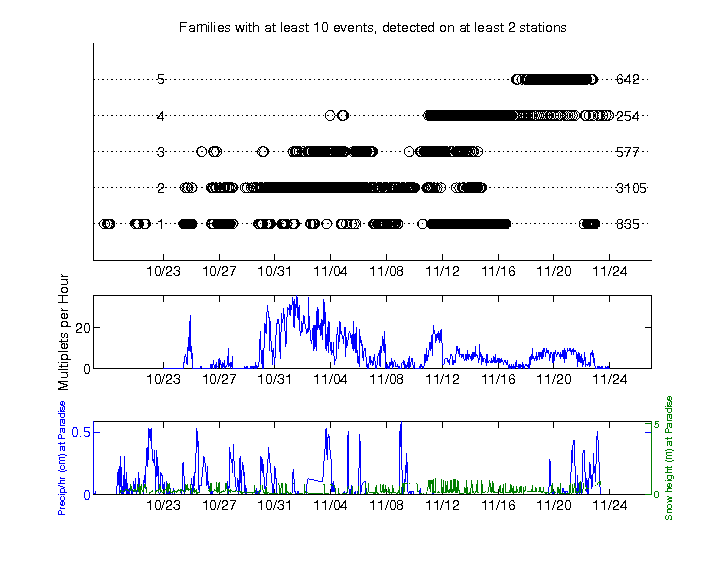 Families with at least 10 events, detected on at least 2 stations
5 642
4 254
3 577
2 3105
1 835
10/23 10/27 10/31 11/04 11/08 11/12 11/16 11/20 11/24
Multiplets per Hour
20
0
10/23 10/27 10/31 11/04 11/08 11/12 11/16 11/20 11/24
Precip/hr (cm) at Paradise
0.5
0
Snow height (m) at Paradise
5
0
10/23 10/27 10/31 11/04 11/08 11/12 11/16 11/20 11/24